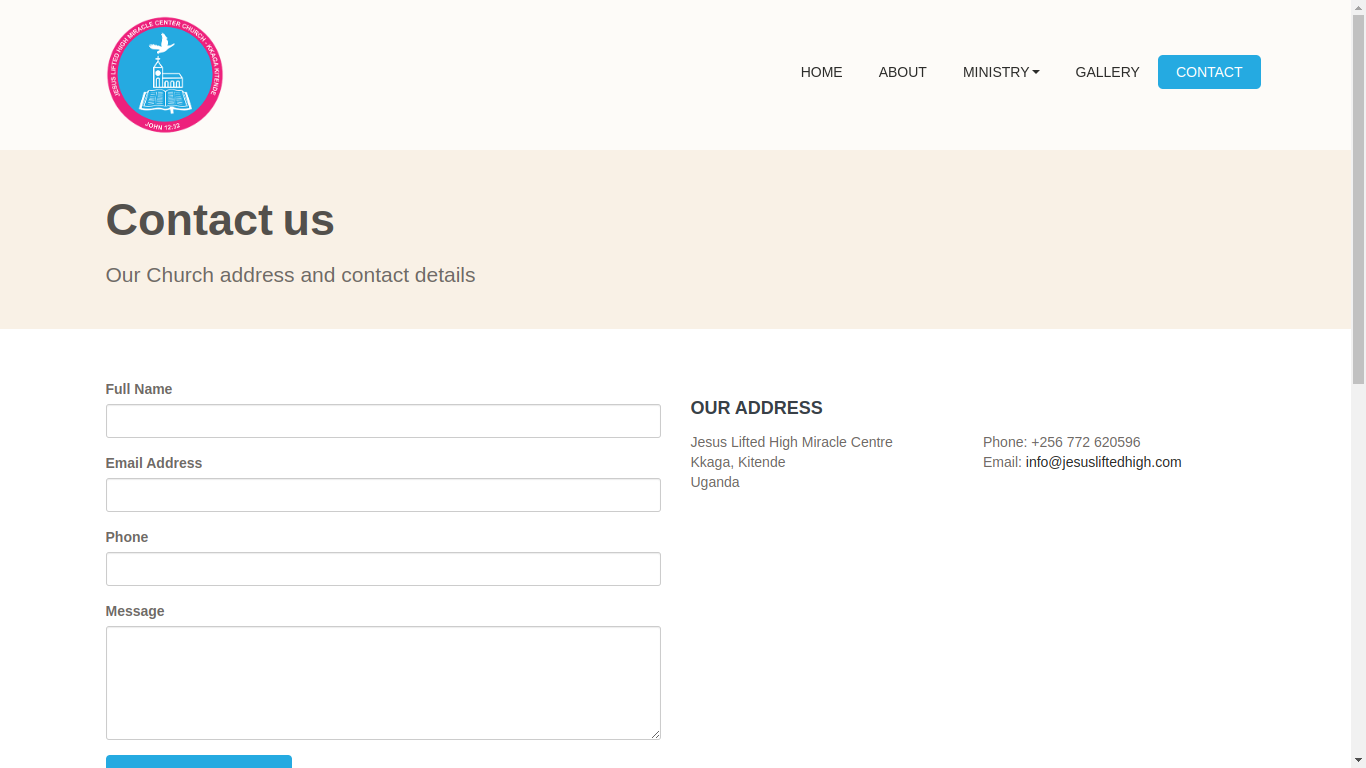 JESUS LIFTED HIGH MIRACLE CENTER CHURCH - KKAGA KITENDE
JOHN 12:32
HOME
ABOUT
MINISTRY
GALLERY
CONTACT
Contact us
Our Church address and contact details
Full Name
Email Address
Phone
Message
OUR ADDRESS
Jesus Lifted High Miracle Centre
Kkaga, Kitende
Uganda
Phone: +256 772 620596
Email: info@jesusliftedhigh.com